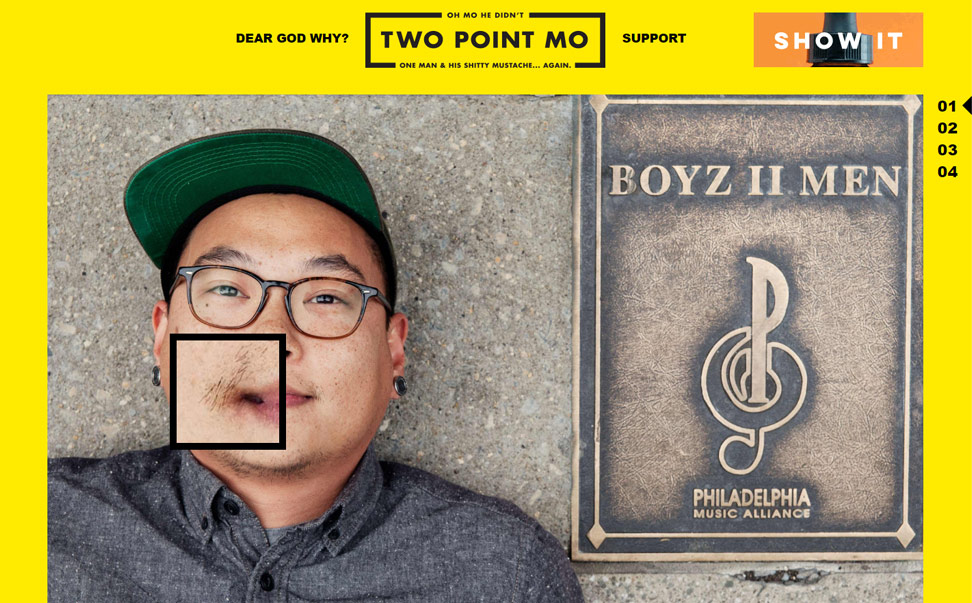 OH MO HE DIDN'T
DEAR GOD WHY?
TWO POINT MO
SUPPORT
SHOW IT
ONE MAN & HIS SHITTY MUSTACHE... AGAIN.
01
02
03
04
BOYZ II MEN
PHILADELPHIA
MUSIC ALLIANCE